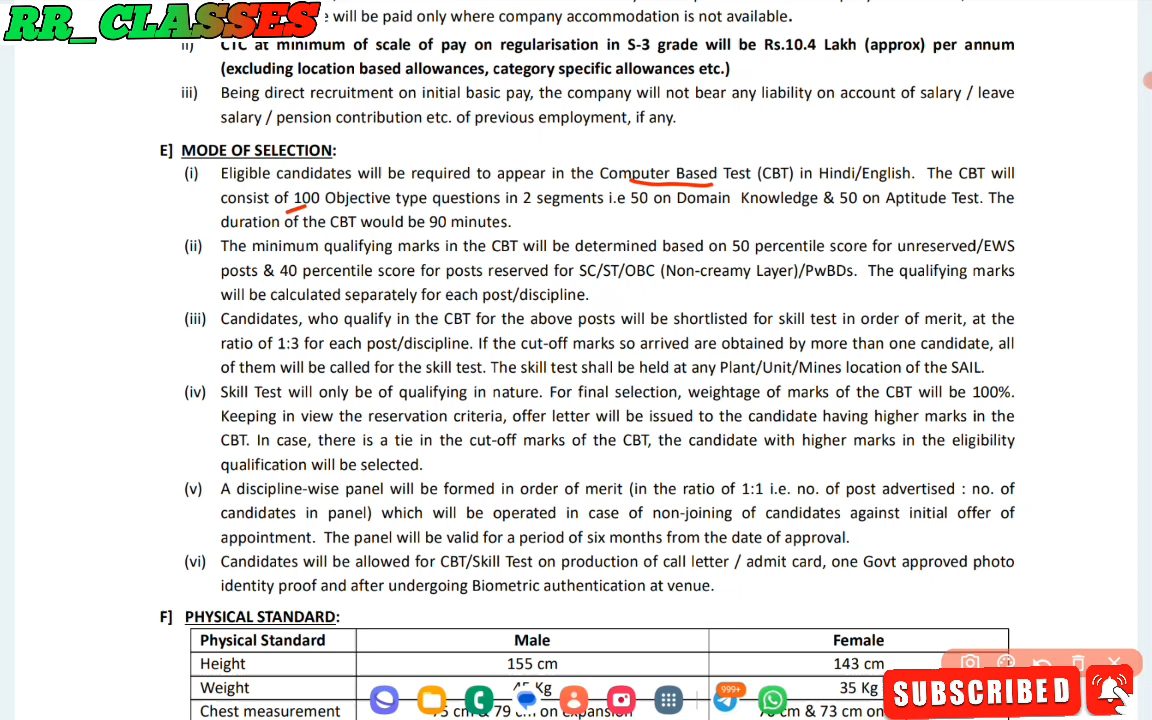 RR_CLASSES
e will be paid only where company accommodation is not available.
ii) CTC at minimum of scale of pay on regularisation in S-3 grade will be Rs.10.4 Lakh (approx) per annum
(excluding location based allowances, category specific allowances etc.)
iii) Being direct recruitment on initial basic pay, the company will not bear any liability on account of salary / leave
salary / pension contribution etc. of previous employment, if any.
E] MODE OF SELECTION:
(i) Eligible candidates will be required to appear in the Computer Based Test (CBT) in Hindi/English. The CBT will
consist of 100 Objective type questions in 2 segments i.e 50 on Domain Knowledge & 50 on Aptitude Test. The
duration of the CBT would be 90 minutes.
(ii) The minimum qualifying marks in the CBT will be determined based on 50 percentile score for unreserved/EWS
posts & 40 percentile score for posts reserved for SC/ST/OBC (Non-creamy Layer)/PwBDs. The qualifying marks
will be calculated separately for each post/discipline.
(iii) Candidates, who qualify in the CBT for the above posts will be shortlisted for skill test in order of merit, at the
ratio of 1:3 for each post/discipline. If the cut-off marks so arrived are obtained by more than one candidate, all
of them will be called for the skill test. The skill test shall be held at any Plant/Unit/Mines location of the SAIL.
(iv) Skill Test will only be of qualifying in nature. For final selection, weightage of marks of the CBT will be 100%.
Keeping in view the reservation criteria, offer letter will be issued to the candidate having higher marks in the
CBT. In case, there is a tie in the cut-off marks of the CBT, the candidate with higher marks in the eligibility
qualification will be selected.
(v) A discipline-wise panel will be formed in order of merit (in the ratio of 1:1 i.e. no. of post advertised : no. of
candidates in panel) which will be operated in case of non-joining of candidates against initial offer of
appointment. The panel will be valid for a period of six months from the date of approval.
(vi) Candidates will be allowed for CBT/Skill Test on production of call letter / admit card, one Govt approved photo
identity proof and after undergoing Biometric authentication at venue.
F] PHYSICAL STANDARD:
Physical Standard Male Female
Height 155 cm 143 cm
Weight Kg 35 Kg
Chest measurement cm & 79 cm on expansion cm & 73 cm on
999+
SUBSCRIBED